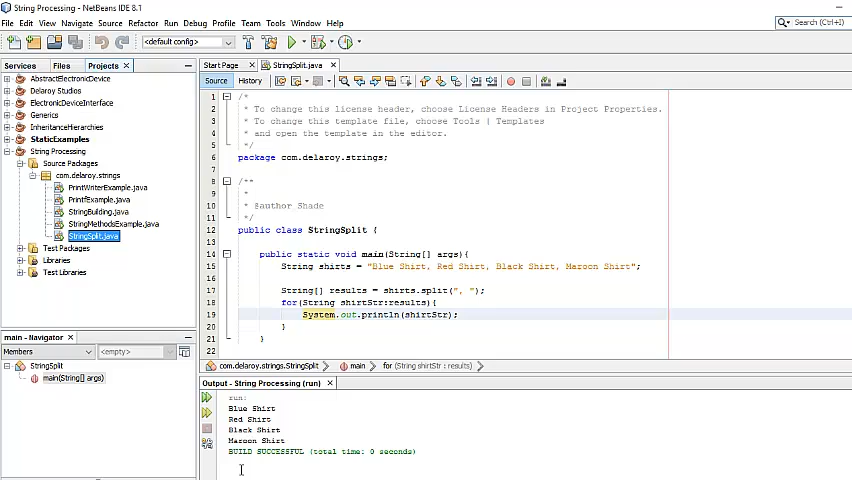 String Processing - NetBeans IDE 8.1
File Edit View Navigate Source Refactor Run Debug Profile Team Tools Window Help
Search (Ctrl+I)
<default config>
Services Files Projects
Start Page StringSplit.java
Source History
AbstractElectronicDevice
Delaroy Studios
ElectronicDeviceInterface
Generics
InheritanceHierarchies
StaticExamples
String Processing
Source Packages
com.delaroy.strings
PrintWriterExample.java
PrintfExample.java
StringBuilding.java
StringMethodsExample.java
StringSplit.java
Test Packages
Libraries
Test Libraries
1 /*
2 * To change this license header, choose License Headers in Project Properties.
3 * To change this template file, choose Tools | Templates
4 * and open the template in the editor.
5 */
6 package com.delaroy.strings;
7
8 /**
9 *
10 * @author Shade
11 */
12 public class StringSplit {
13
14 public static void main(String[] args){
15 String shirts = "Blue Shirt, Red Shirt, Black Shirt, Maroon Shirt";
16
17 String[] results = shirts.split(", ");
18 for(String shirtStr:results){
19 System.out.println(shirtStr);
20 }
21 }
22
main - Navigator
Members <empty>
StringSplit
main(String[] args)
com.delaroy.strings.StringSplit main for (String shirtStr : results)
Output - String Processing (run)
run:
Blue Shirt
Red Shirt
Black Shirt
Maroon Shirt
BUILD SUCCESSFUL (total time: 0 seconds)